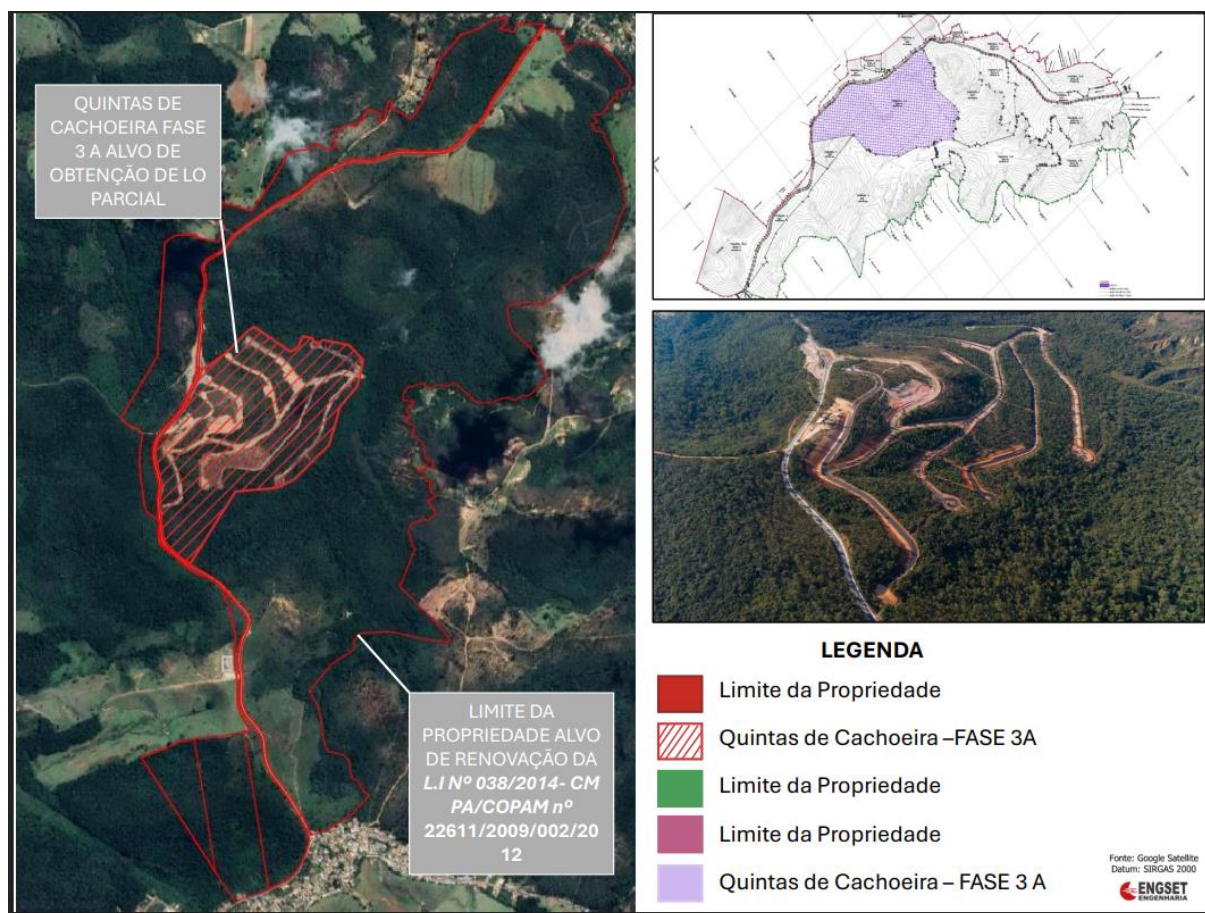 QUINTAS DE
CACHOEIRA FASE
3 A ALVO DE
OBTENÇÃO DE LO
PARCIAL
LIMITE DA
PROPRIEDADE ALVO
DE RENOVAÇÃO DA
L.I Nº 038/2014- CM
PA/COPAM nº
22611/2009/002/20
12
LEGENDA
Limite da Propriedade
Quintas de Cachoeira –FASE 3A
Limite da Propriedade
Limite da Propriedade
Quintas de Cachoeira – FASE 3 A
Fonte: Google Satellite
Datum: SIRGAS 2000
ENGSET
ENGENHARIA